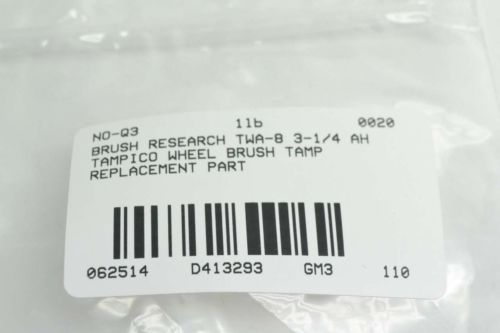 NO-Q3 11b 0020
BRUSH RESEARCH TWA-8 3-1/4 AH
TAMPICO WHEEL BRUSH TAMP
REPLACEMENT PART
062514 D413293 GM3 110